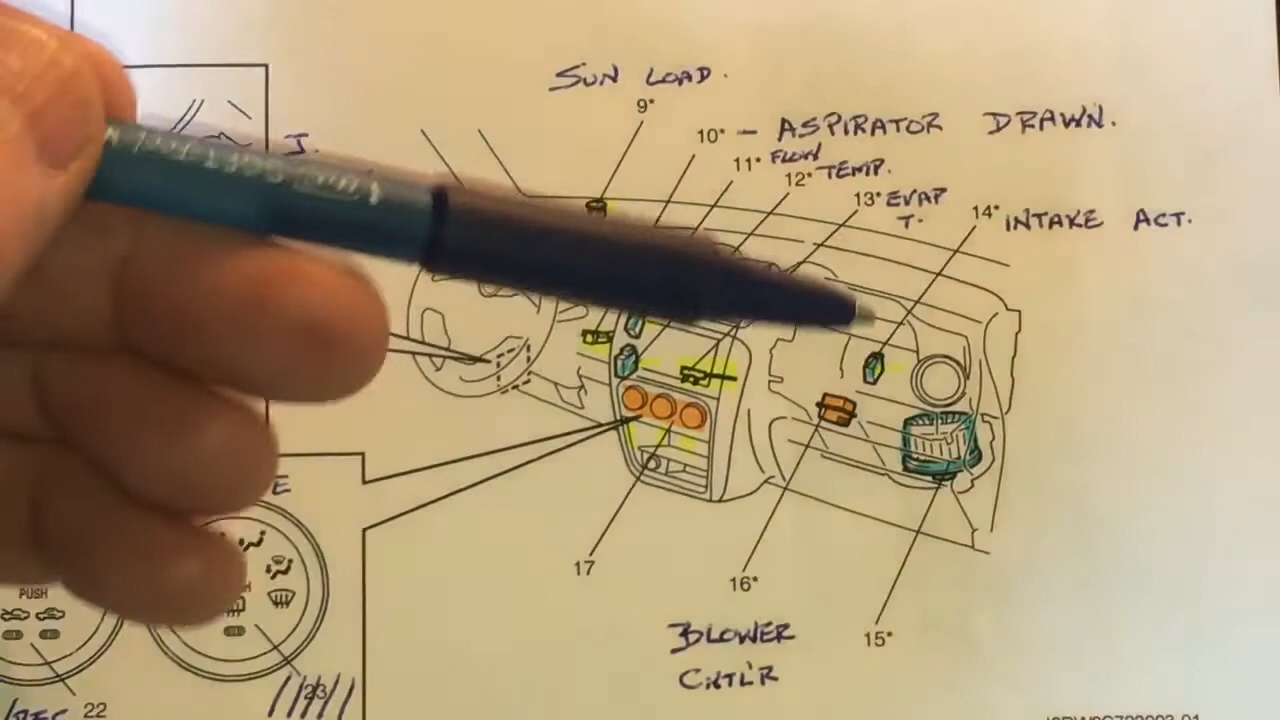 SUN LOAD.
9*
10* – ASPIRATOR DRAWN.
11* FLOW
12* TEMP.
13* EVAP
T.
14* INTAKE ACT.
J.
E
17
16*
15*
BLOWER
CNTL'R
PUSH
22
23